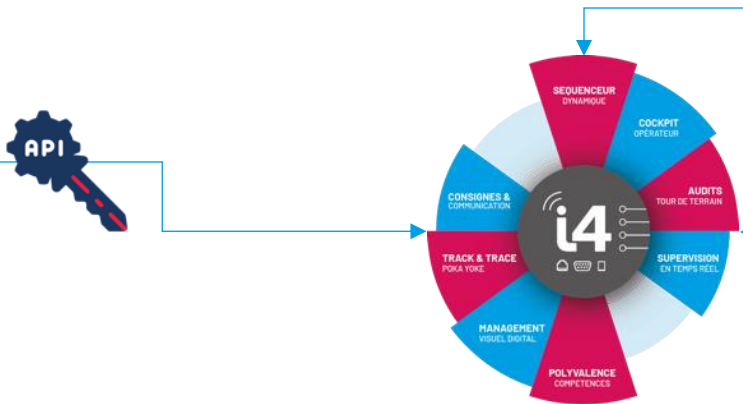 API
SEQUENCEUR
DYNAMIQUE
COCKPIT
OPÉRATEUR
AUDITS
TOUR DE TERRAIN
SUPERVISION
EN TEMPS RÉEL
POLYVALENCE
COMPETENCES
MANAGEMENT
VISUEL DIGITAL
TRACK & TRACE
POKA YOKE
CONSIGNES &
COMMUNICATION
i4